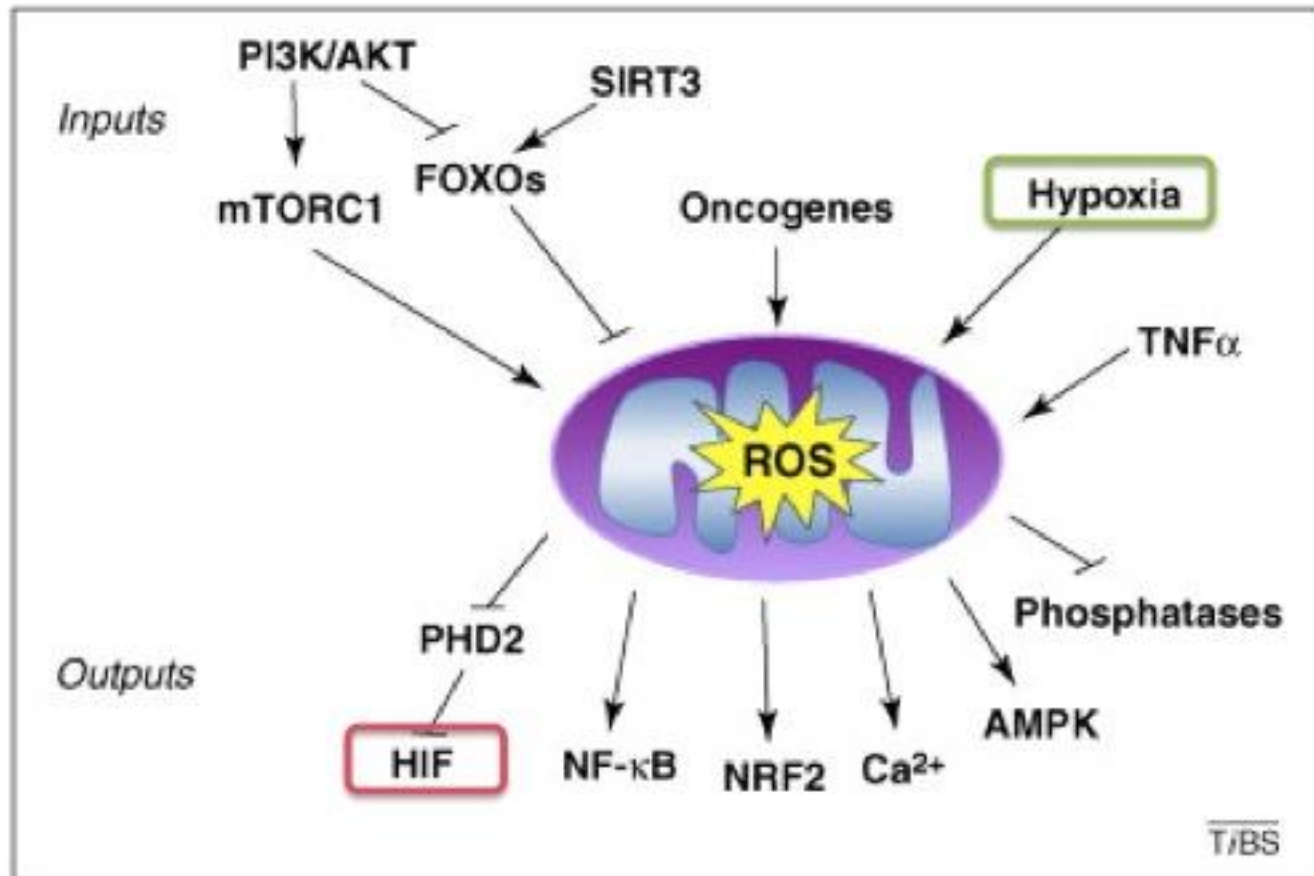 PI3K/AKT
SIRT3
Inputs
FOXOs
mTORC1
Oncogenes
Hypoxia
TNFα
ROS
PHD2
Phosphatases
Outputs
AMPK
HIF
NF-κB
NRF2
Ca²⁺
TiBS